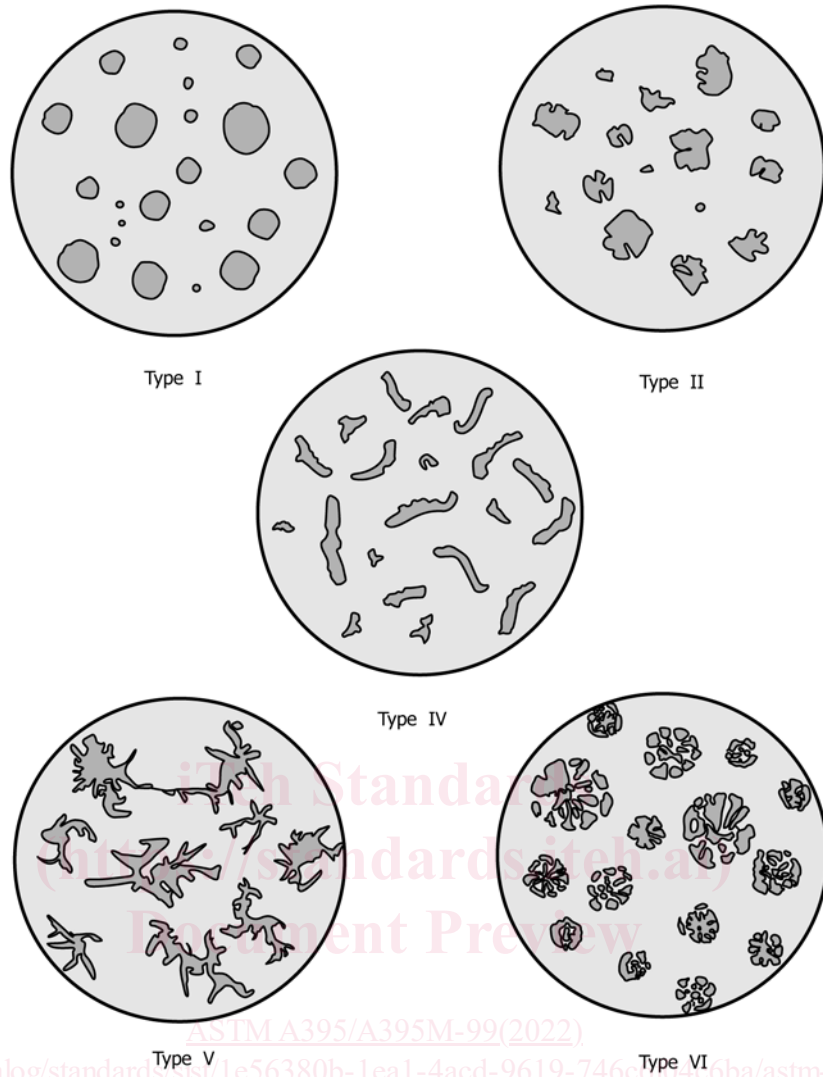 Type I
Type II
Type IV
iTeh Standards
(https://standards.iteh.ai)
Document Preview
ASTM A395/A395M-99(2022)
Type V
Type VI